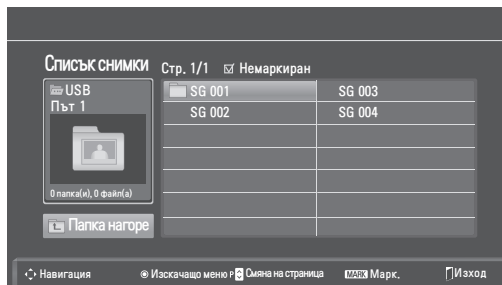 Списък снимки Стр. 1/1 ☑ Немаркиран
USB
Път 1
0 папка(и), 0 файл(а)
Папка нагоре
SG 001 SG 003
SG 002 SG 004
Навигация Изскачащо меню P Смяна на страница MARK Марк. Изход